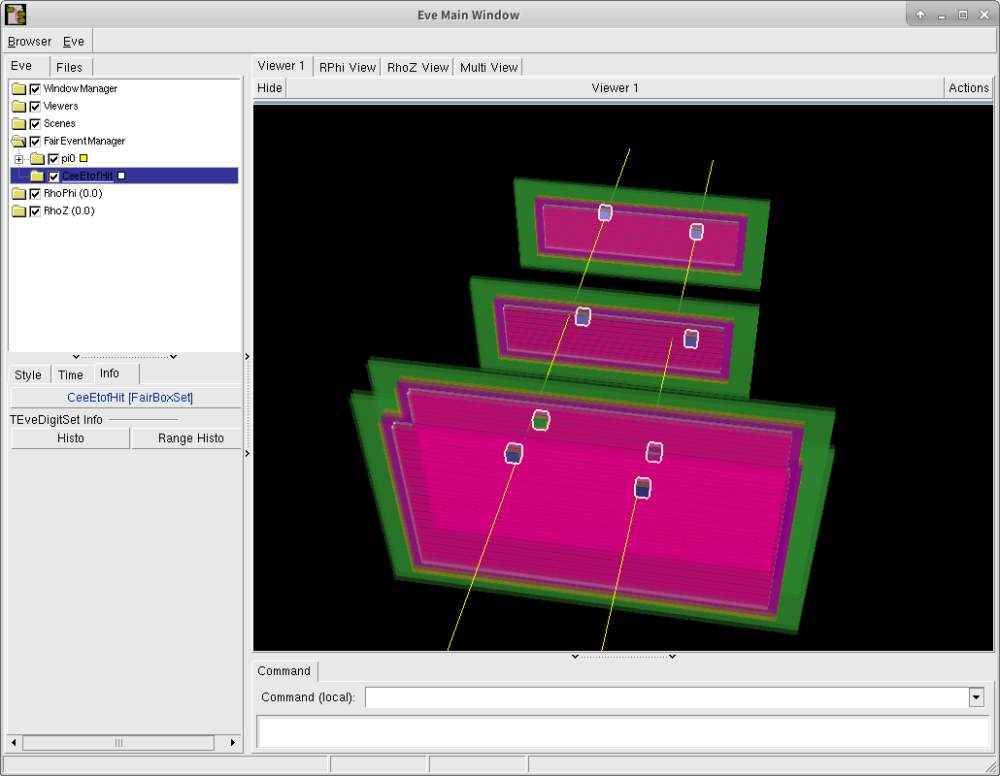 Eve Main Window
Browser Eve
Eve Files
WindowManager
Viewers
Scenes
FairEventManager
pi0
CeeEtofHit
RhoPhi (0.0)
RhoZ (0.0)
Style Time Info
CeeEtofHit [FairBoxSet]
TEveDigitSet Info
Histo Range Histo
Viewer 1 RPhi View RhoZ View Multi View
Hide Viewer 1 Actions
Command
Command (local):